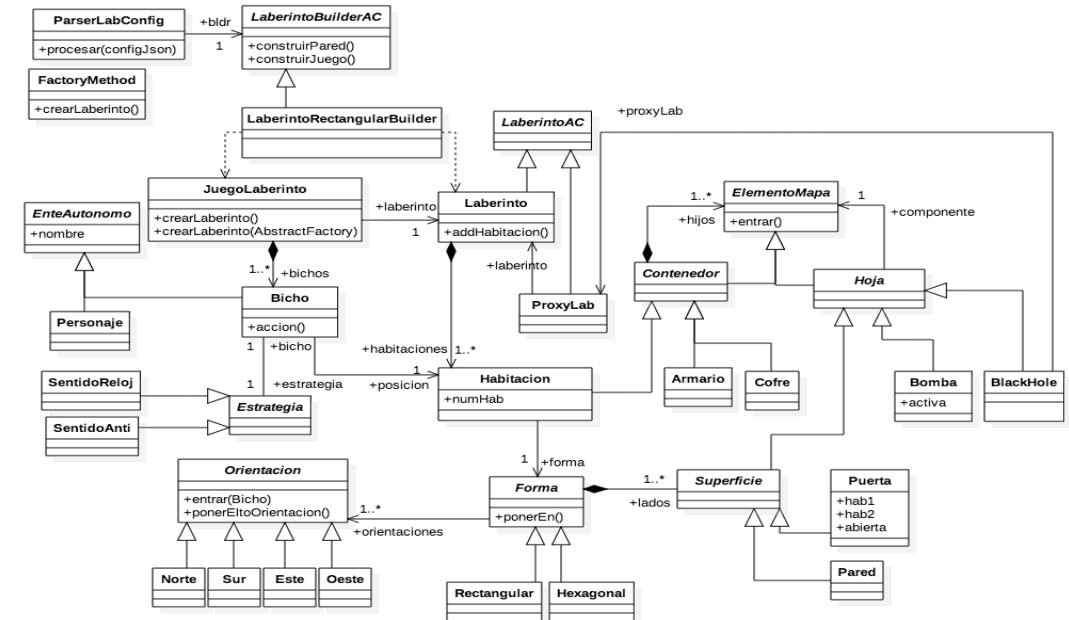 ParserLabConfig
+procesar(configJson)
+bldr
1
LaberintoBuilderAC
+construirPared()
+construirJuego()
FactoryMethod
+crearLaberinto()
LaberintoRectangularBuilder
LaberintoAC
+proxyLab
JuegoLaberinto
+crearLaberinto()
+crearLaberinto(AbstractFactory)
+laberinto
1
Laberinto
+addHabitacion()
ElementoMapa
+entrar()
1..*
+hijos
1
+componente
EnteAutonomo
+nombre
1..*
+bichos
+laberinto
Contenedor
Hoja
Bicho
+accion()
ProxyLab
Personaje
1
+bicho
+habitaciones
1..*
1
+posicion
1
+estrategia
Habitacion
+numHab
Armario
Cofre
Bomba
+activa
BlackHole
SentidoReloj
Estrategia
SentidoAnti
1
+forma
Orientacion
+entrar(Bicho)
+ponerEltoOrientacion()
1..*
+orientaciones
Forma
+ponerEn()
1..*
+lados
Superficie
Puerta
+hab1
+hab2
+abierta
Norte
Sur
Este
Oeste
Rectangular
Hexagonal
Pared